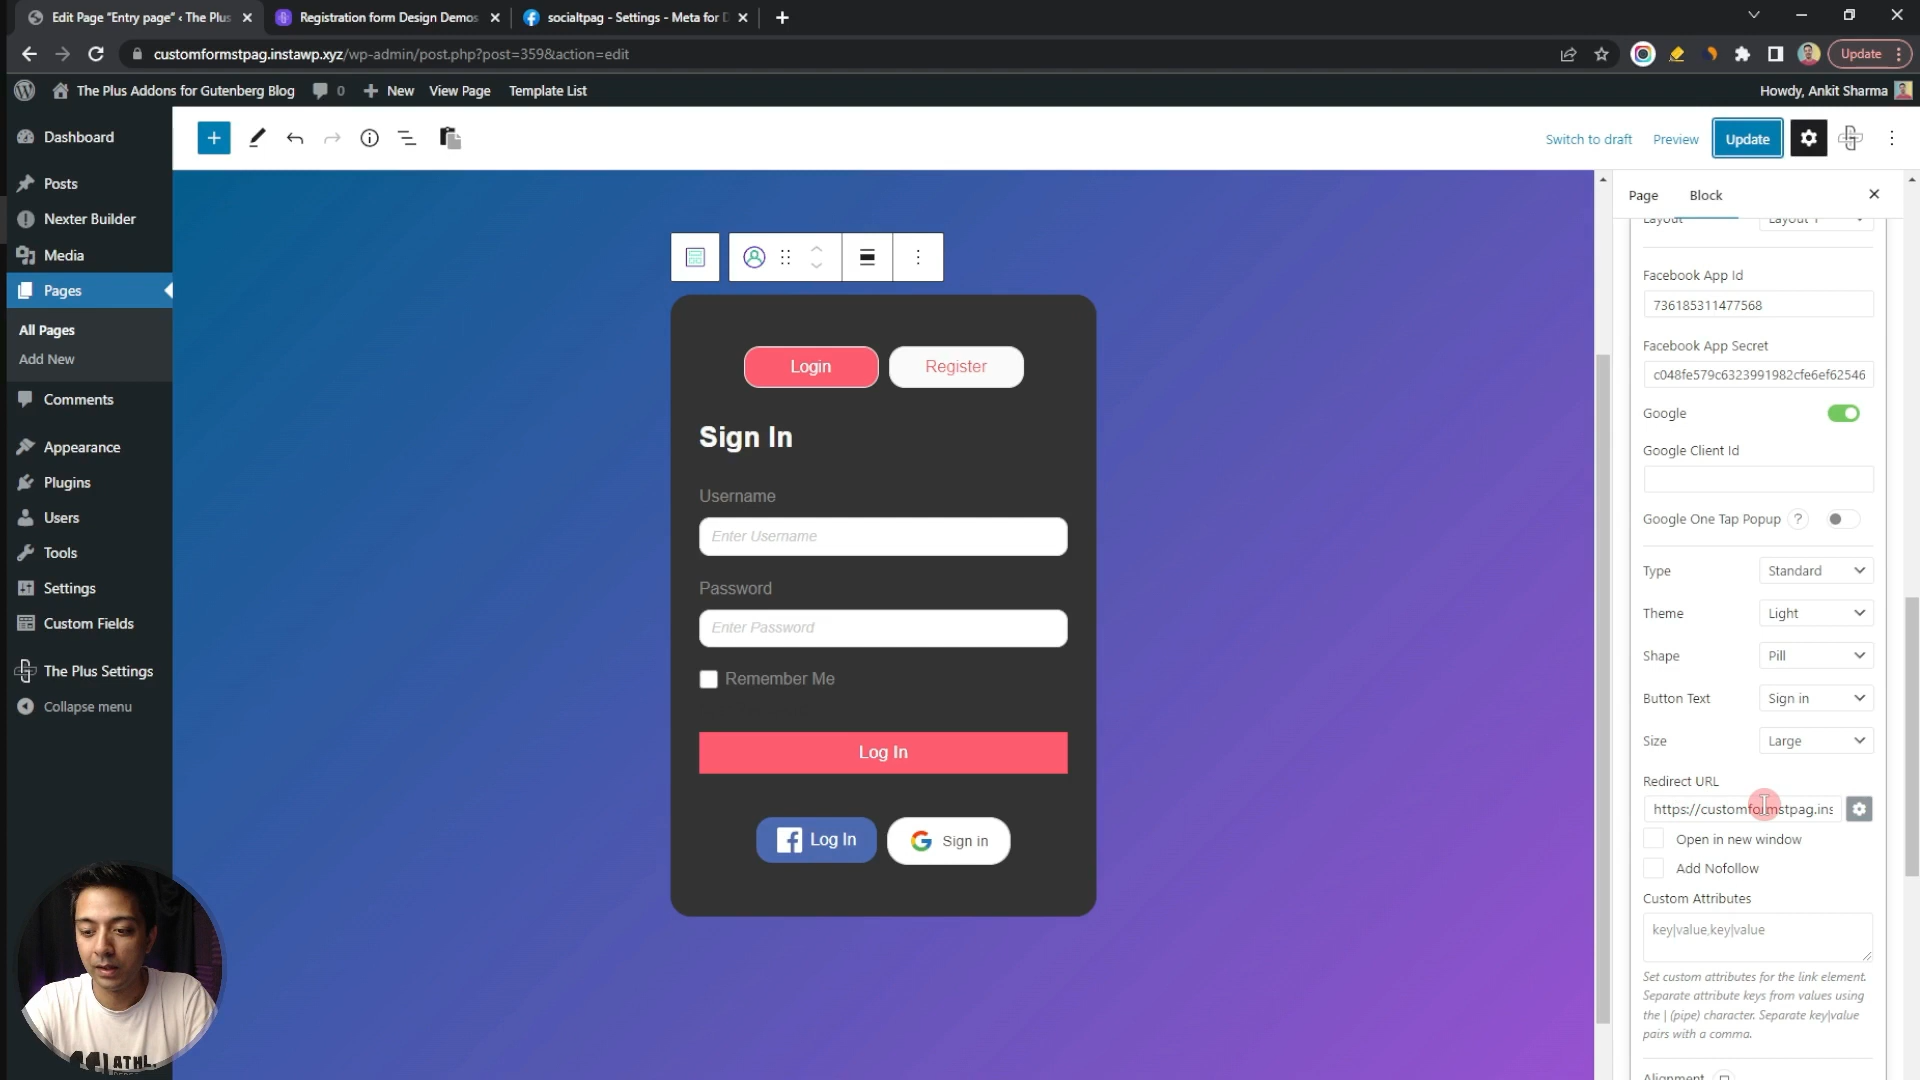 Edit Page "Entry page" ‹ The Plus
Registration form Design Demos
socialtpag - Settings - Meta for D
customformstpag.instawp.xyz/wp-admin/post.php?post=359&action=edit
Update
The Plus Addons for Gutenberg Blog
0
New
View Page
Template List
Howdy, Ankit Sharma
Dashboard
Posts
Nexter Builder
Media
Pages
All Pages
Add New
Comments
Appearance
Plugins
Users
Tools
Settings
Custom Fields
The Plus Settings
Collapse menu
Switch to draft
Preview
Update
Login
Register
Sign In
Username
Enter Username
Password
Enter Password
Remember Me
Log In
Log In
Sign in
Page
Block
Layout
Layout 1
Facebook App Id
736185311477568
Facebook App Secret
c048fe579c6323991982cfe6ef62546
Google
Google Client Id
Google One Tap Popup ?
Type
Standard
Theme
Light
Shape
Pill
Button Text
Sign in
Size
Large
Redirect URL
https://customformstpag.ins
Open in new window
Add Nofollow
Custom Attributes
key|value,key|value
Set custom attributes for the link element.
Separate attribute keys from values using
the | (pipe) character. Separate key|value
pairs with a comma.
Alignment
ATHL